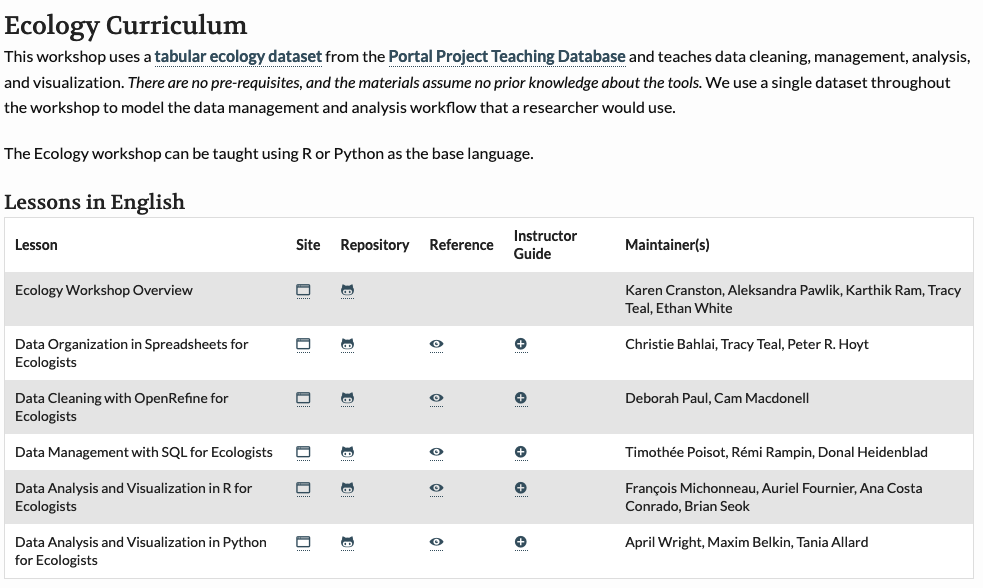 Ecology Curriculum
This workshop uses a tabular ecology dataset from the Portal Project Teaching Database and teaches data cleaning, management, analysis,
and visualization. There are no pre-requisites, and the materials assume no prior knowledge about the tools. We use a single dataset throughout
the workshop to model the data management and analysis workflow that a researcher would use.
The Ecology workshop can be taught using R or Python as the base language.
Lessons in English
Lesson Site Repository Reference Instructor Guide Maintainer(s)
Ecology Workshop Overview Karen Cranston, Aleksandra Pawlik, Karthik Ram, Tracy
Teal, Ethan White
Data Organization in Spreadsheets for Christie Bahlai, Tracy Teal, Peter R. Hoyt
Ecologists
Data Cleaning with OpenRefine for Deborah Paul, Cam Macdonell
Ecologists
Data Management with SQL for Ecologists Timothée Poisot, Rémi Rampin, Donal Heidenblad
Data Analysis and Visualization in R for François Michonneau, Auriel Fournier, Ana Costa
Ecologists Conrado, Brian Seok
Data Analysis and Visualization in Python April Wright, Maxim Belkin, Tania Allard
for Ecologists